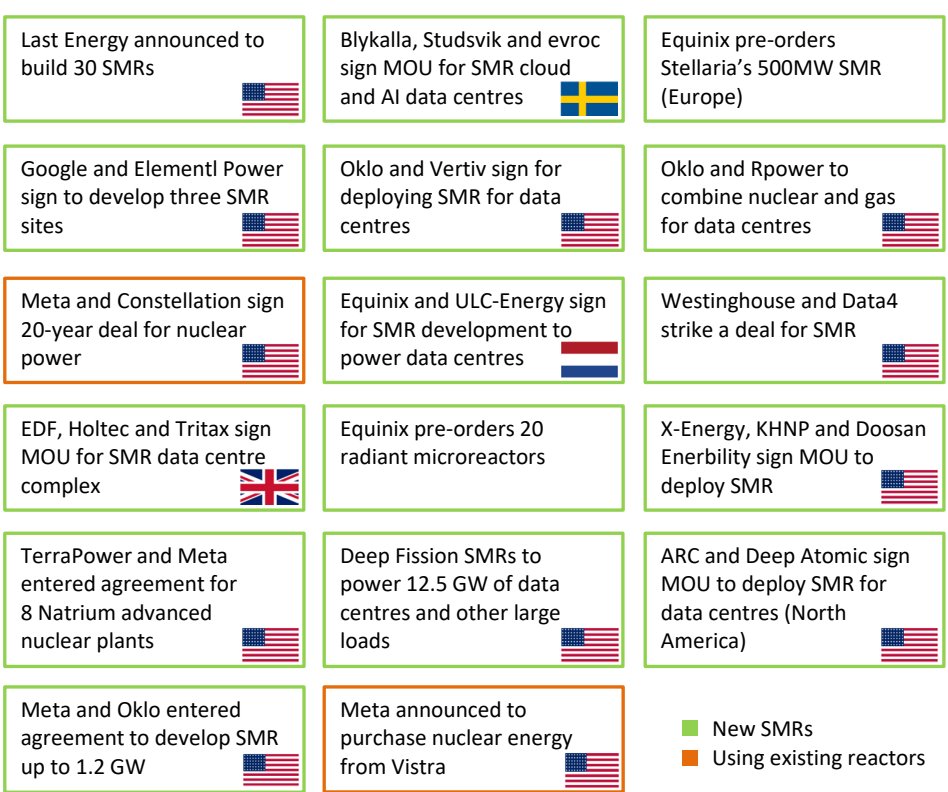 Last Energy announced to
build 30 SMRs
Blykalla, Studsvik and evroc
sign MOU for SMR cloud
and AI data centres
Equinix pre-orders
Stellaria’s 500MW SMR
(Europe)
Google and Elementl Power
sign to develop three SMR
sites
Oklo and Vertiv sign for
deploying SMR for data
centres
Oklo and Rpower to
combine nuclear and gas
for data centres
Meta and Constellation sign
20-year deal for nuclear
power
Equinix and ULC-Energy sign
for SMR development to
power data centres
Westinghouse and Data4
strike a deal for SMR
EDF, Holtec and Tritax sign
MOU for SMR data centre
complex
Equinix pre-orders 20
radiant microreactors
X-Energy, KHNP and Doosan
Enerbility sign MOU to
deploy SMR
TerraPower and Meta
entered agreement for
8 Natrium advanced
nuclear plants
Deep Fission SMRs to
power 12.5 GW of data
centres and other large
loads
ARC and Deep Atomic sign
MOU to deploy SMR for
data centres (North
America)
Meta and Oklo entered
agreement to develop SMR
up to 1.2 GW
Meta announced to
purchase nuclear energy
from Vistra
New SMRs
Using existing reactors